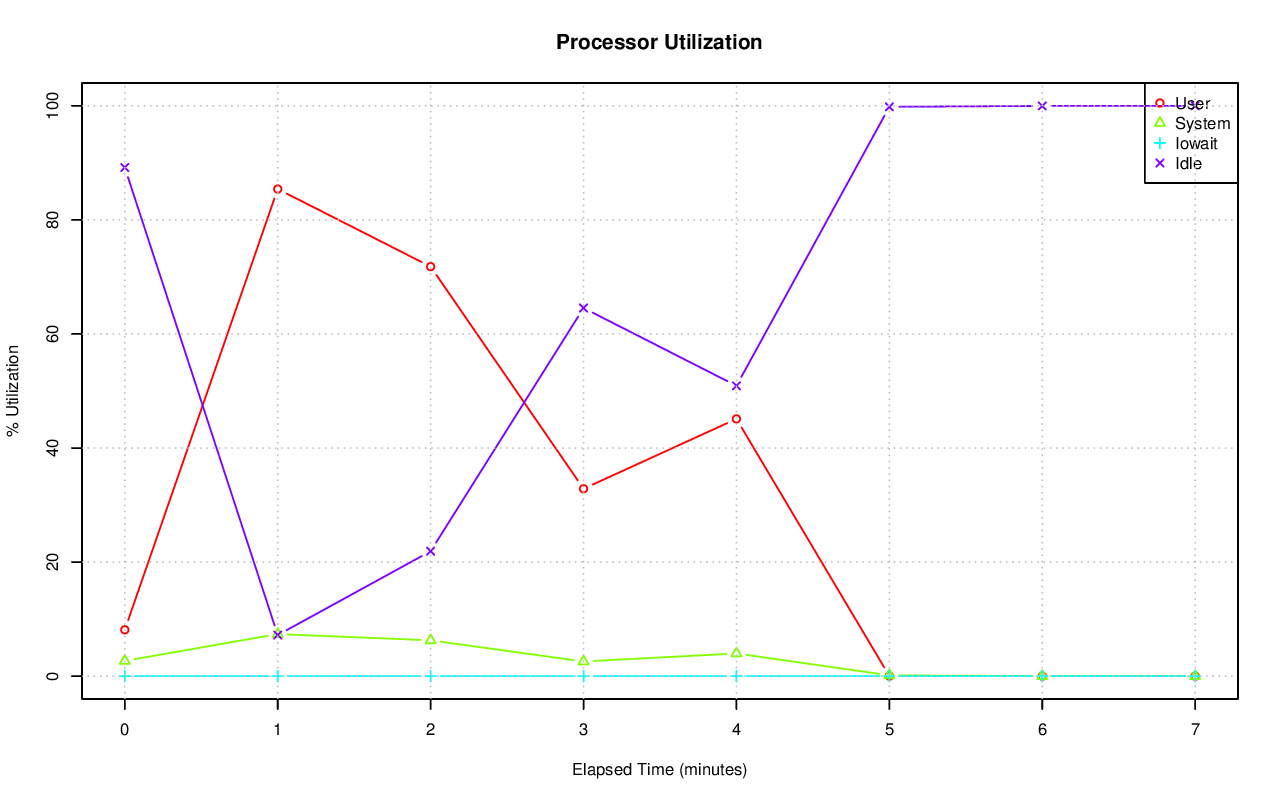 Processor Utilization
% Utilization
100
80
60
40
20
0
User
System
Iowait
Idle
0 1 2 3 4 5 6 7
Elapsed Time (minutes)